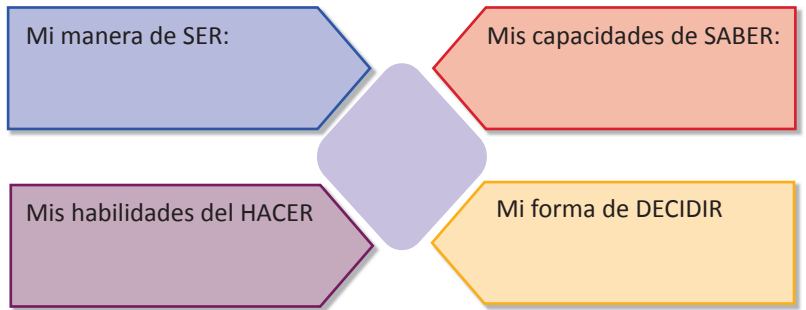 Mi manera de SER:
Mis capacidades de SABER:
Mis habilidades del HACER
Mi forma de DECIDIR